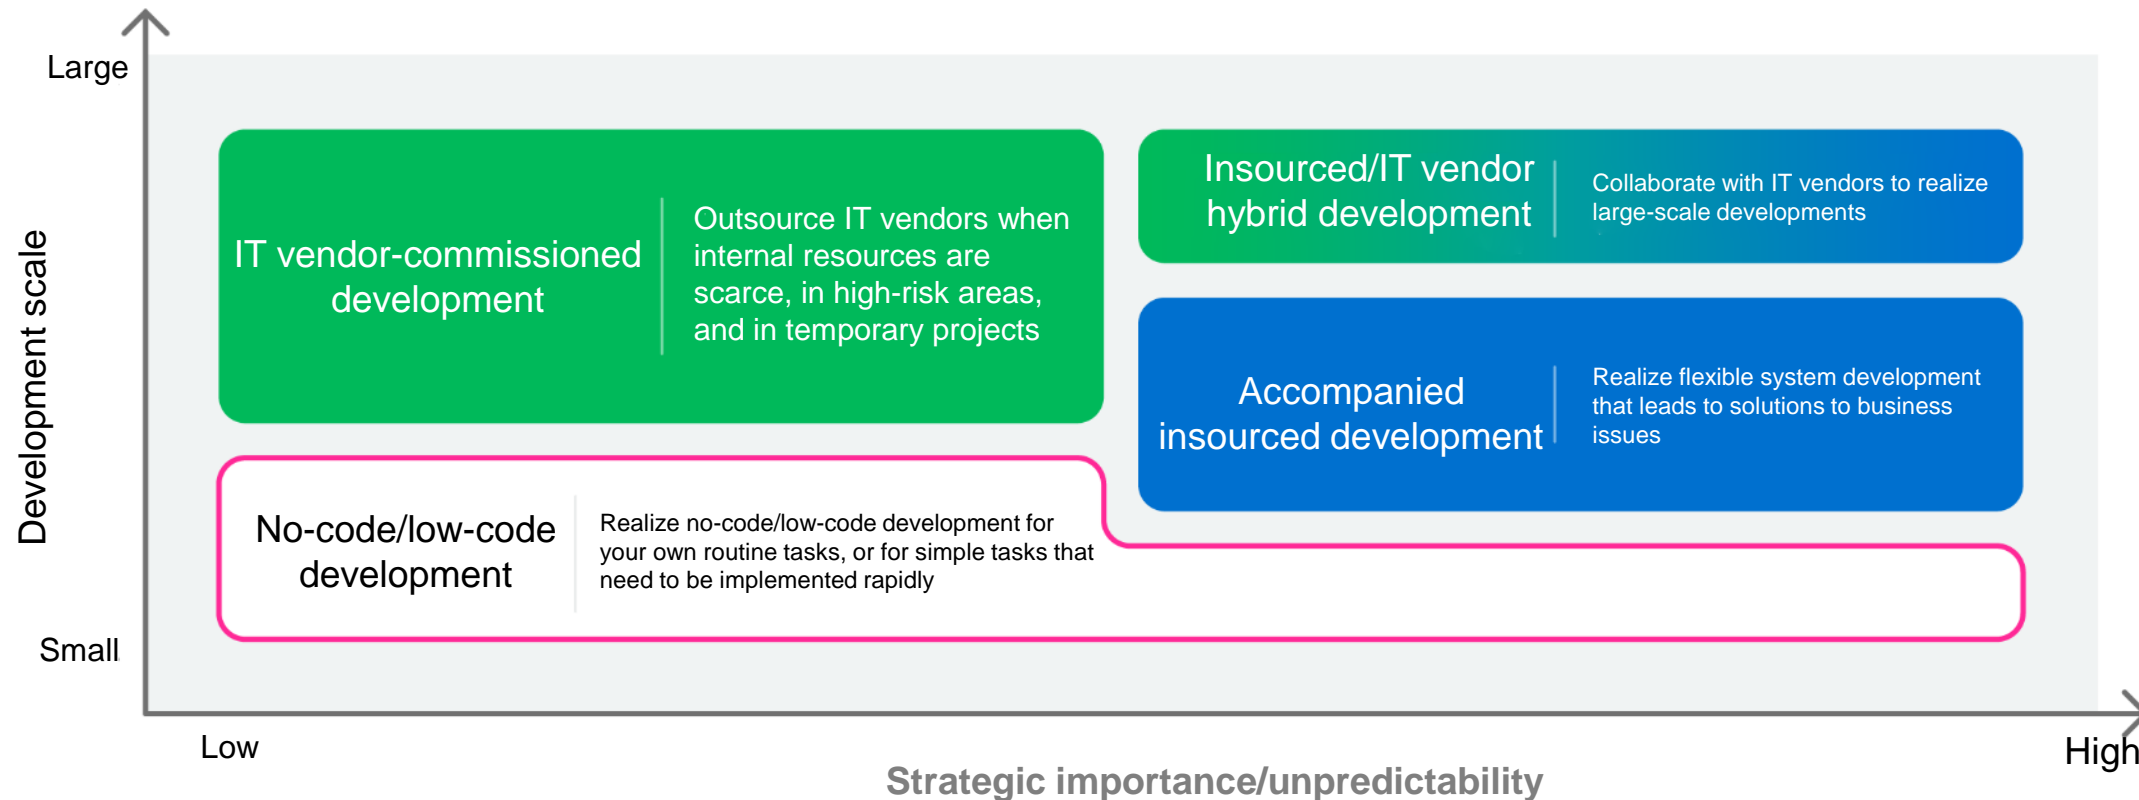 Large
Development scale
Small
IT vendor-commissioned
development
Outsource IT vendors when
internal resources are
scarce, in high-risk areas,
and in temporary projects
Insourced/IT vendor
hybrid development
Collaborate with IT vendors to realize
large-scale developments
Accompanied
insourced development
Realize flexible system development
that leads to solutions to business
issues
No-code/low-code
development
Realize no-code/low-code development for
your own routine tasks, or for simple tasks that
need to be implemented rapidly
Low
High
Strategic importance/unpredictability